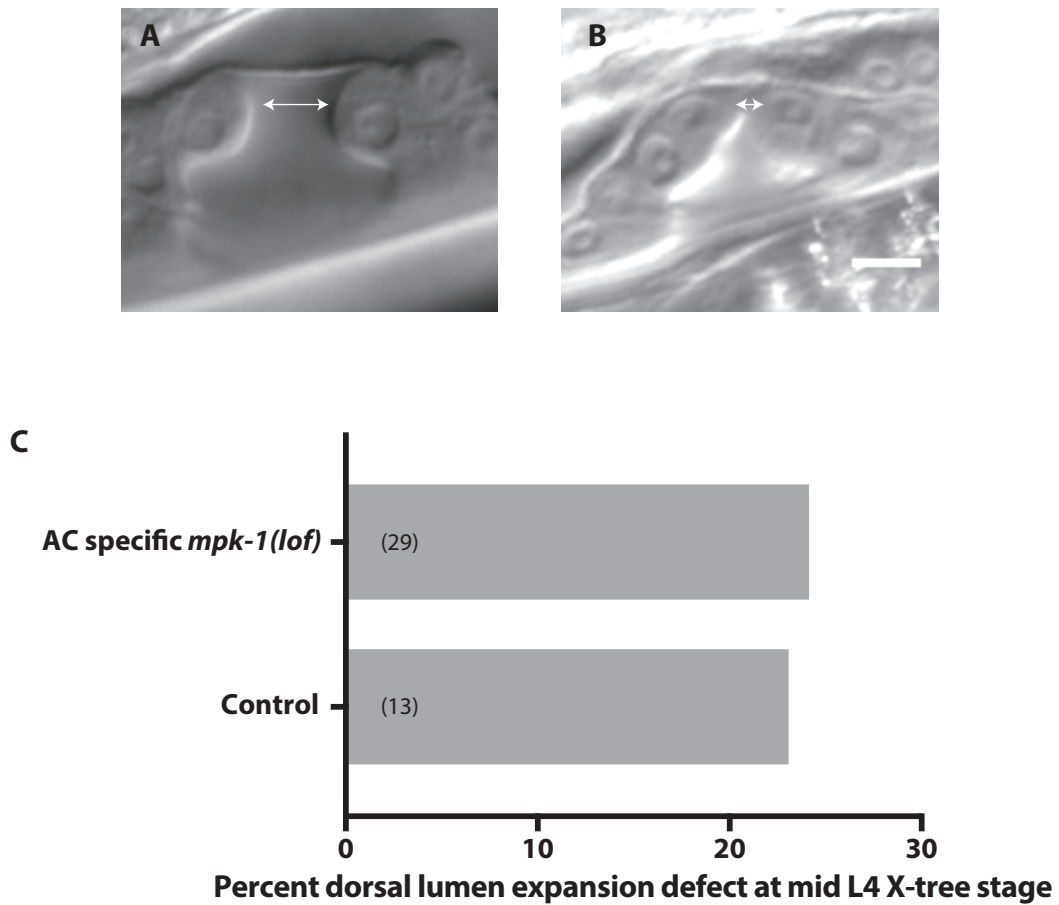 A
B
C
AC specific mpk-1(lof)
(29)
Control
(13)
0 10 20 30
Percent dorsal lumen expansion defect at mid L4 X-tree stage